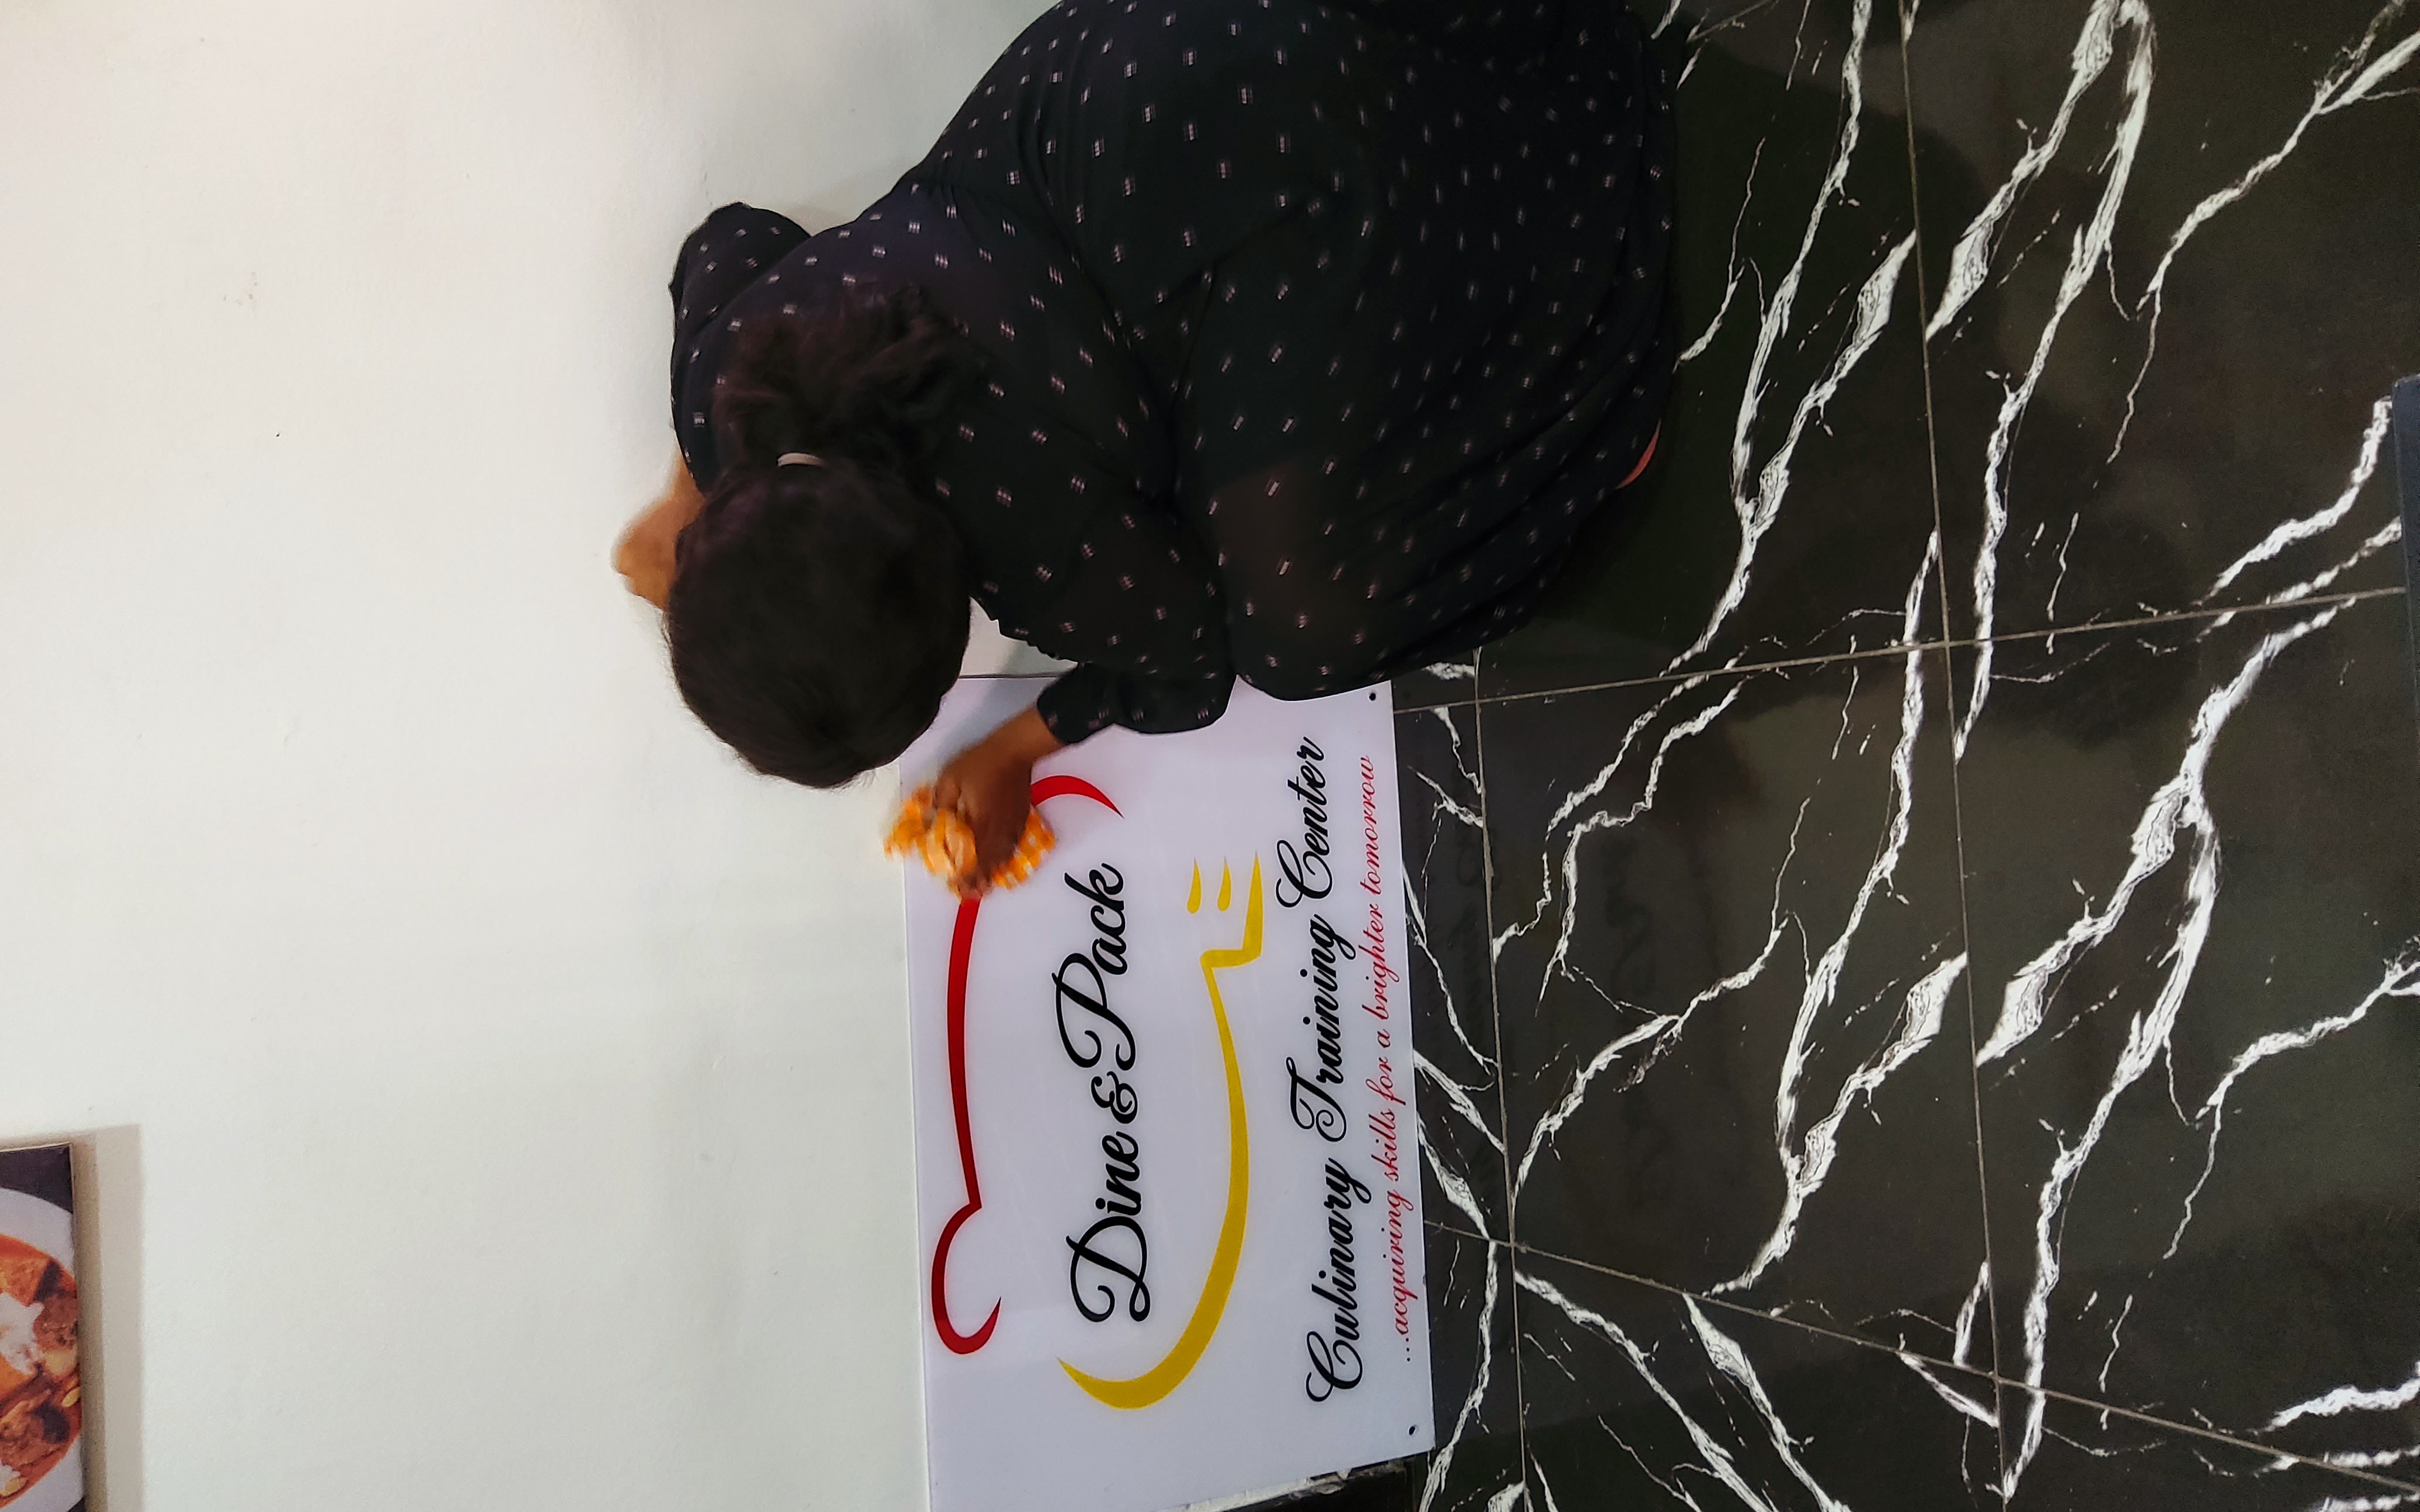 Dine & Pack
Culinary Training Center
...acquiring skills for a brighter tomorrow